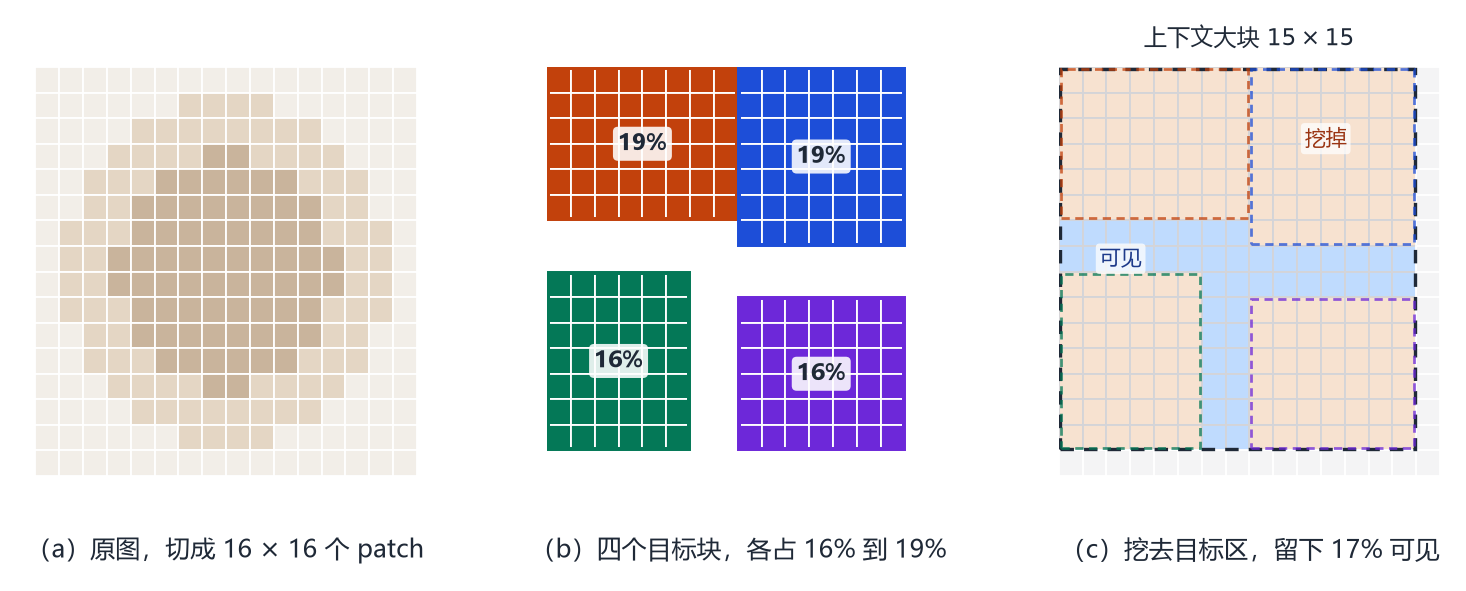 上下文大块 15 × 15
19%
19%
挖掉
可见
16%
16%
（a）原图，切成 16 × 16 个 patch
（b）四个目标块，各占 16% 到 19%
（c）挖去目标区，留下 17% 可见